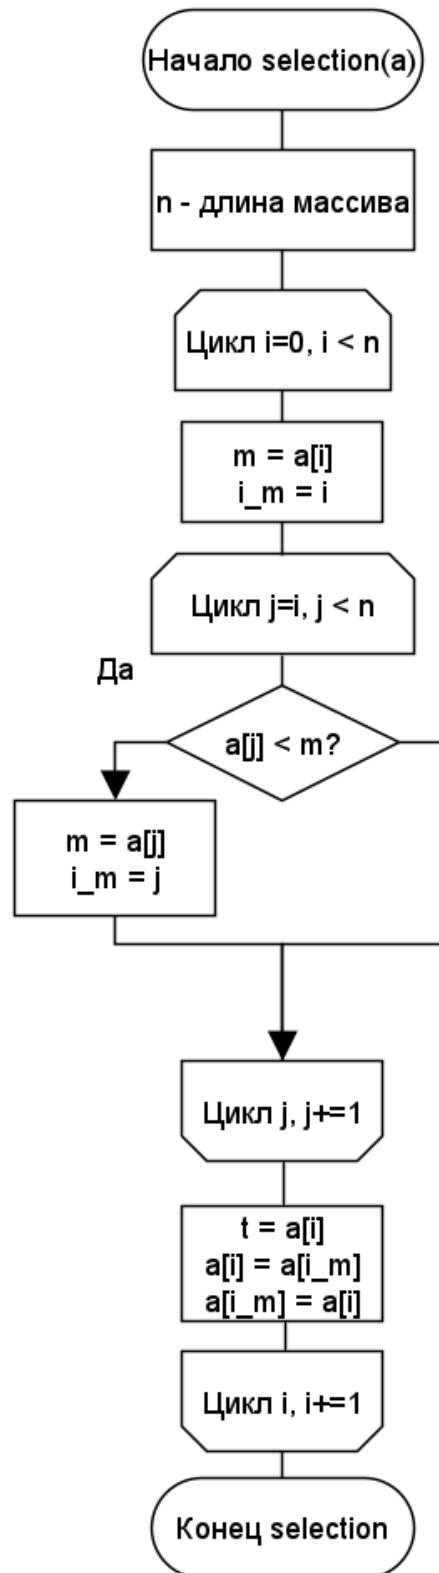 Начало selection(a)
n - длина массива
Цикл i=0, i < n
m = a[i]
i_m = i
Цикл j=i, j < n
Да
a[j] < m?
m = a[j]
i_m = j
Цикл j, j+=1
t = a[i]
a[i] = a[i_m]
a[i_m] = a[i]
Цикл i, i+=1
Конец selection